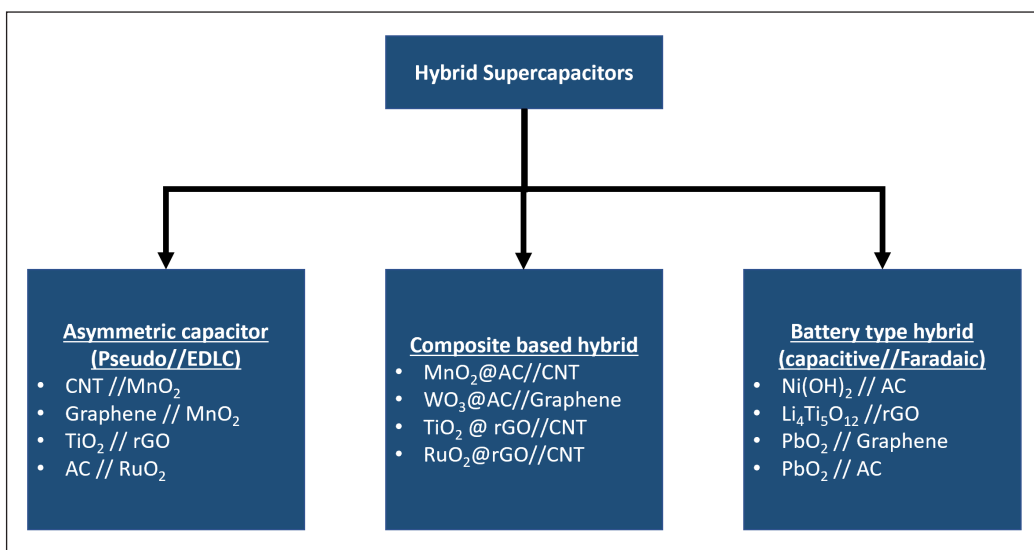 Hybrid Supercapacitors
Asymmetric capacitor
(Pseudo//EDLC)
• CNT //MnO₂
• Graphene // MnO₂
• TiO₂ // rGO
• AC // RuO₂
Composite based hybrid
• MnO₂@AC//CNT
• WO₃@AC//Graphene
• TiO₂ @ rGO//CNT
• RuO₂@rGO//CNT
Battery type hybrid
(capacitive//Faradaic)
• Ni(OH)₂ // AC
• Li₄Ti₅O₁₂ //rGO
• PbO₂ // Graphene
• PbO₂ // AC